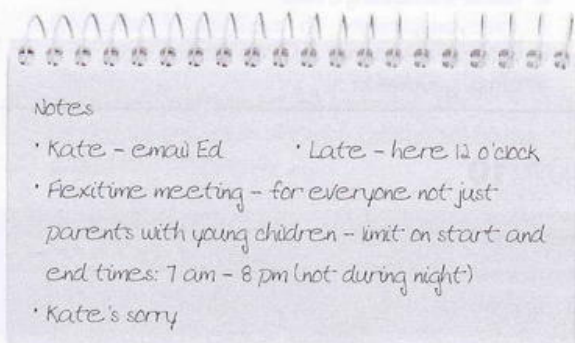 Notes
· Kate – email Ed · Late – here 12 o'clock
· Flexitime meeting – for everyone not just
parents with young children – limit on start and
end times: 7 am – 8 pm (not during night)
· Kate's sorry